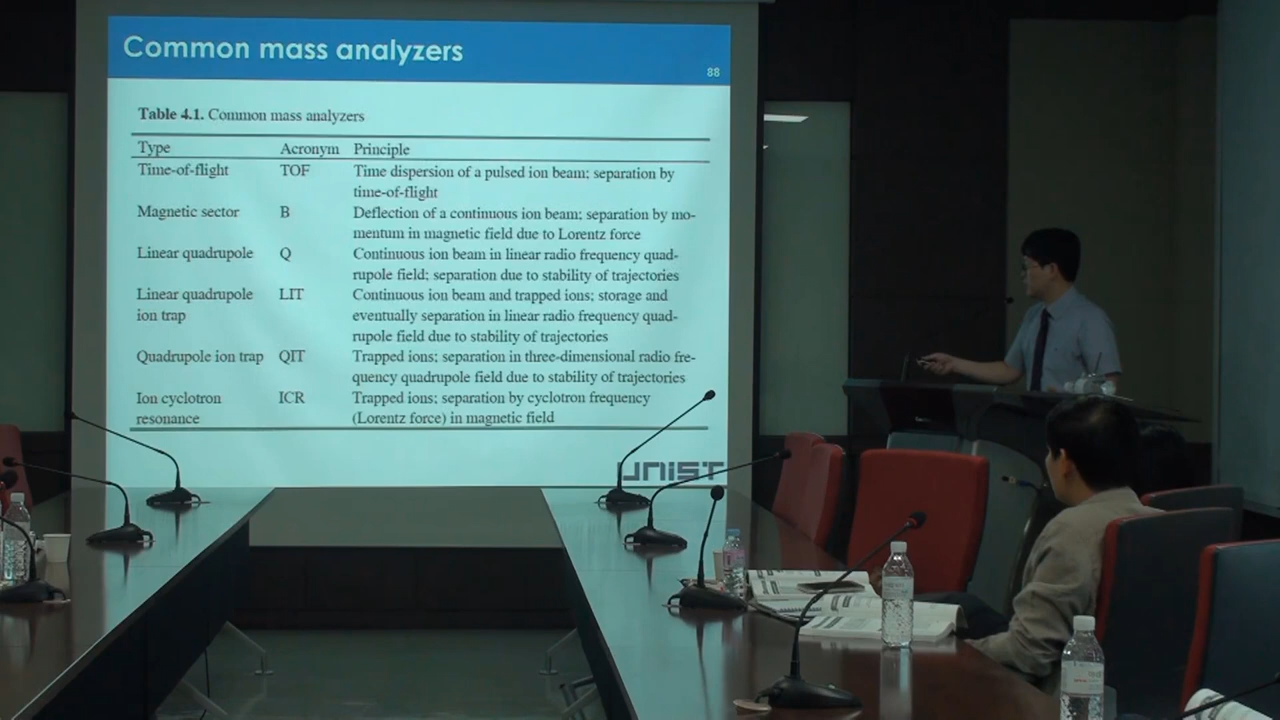 Common mass analyzers
88
Table 4.1. Common mass analyzers
Type Acronym Principle
Time-of-flight TOF Time dispersion of a pulsed ion beam; separation by
time-of-flight
Magnetic sector B Deflection of a continuous ion beam; separation by mo-
mentum in magnetic field due to Lorentz force
Linear quadrupole Q Continuous ion beam in linear radio frequency quad-
rupole field; separation due to stability of trajectories
Linear quadrupole LIT Continuous ion beam and trapped ions; storage and
ion trap eventually separation in linear radio frequency quad-
rupole field due to stability of trajectories
Quadrupole ion trap QIT Trapped ions; separation in three-dimensional radio fre-
quency quadrupole field due to stability of trajectories
Ion cyclotron ICR Trapped ions; separation by cyclotron frequency
resonance (Lorentz force) in magnetic field
UNIST